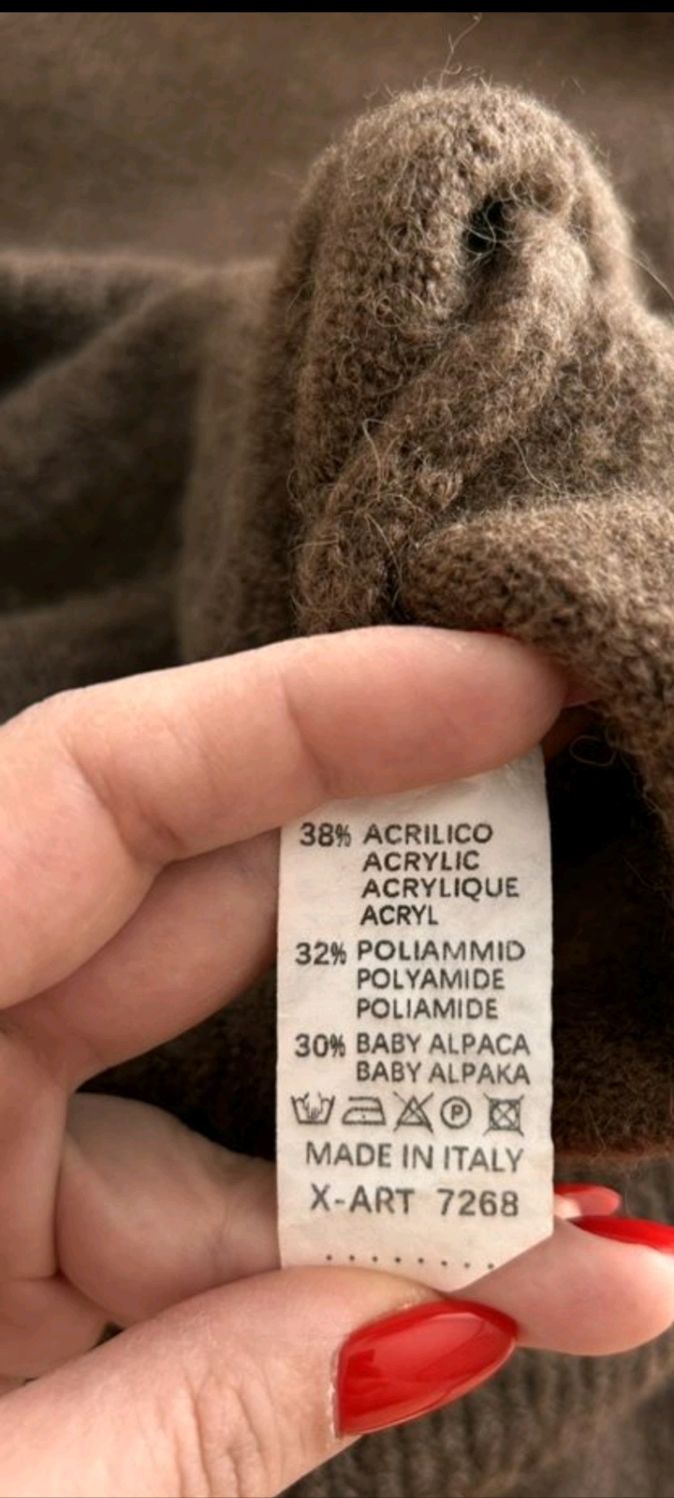 38% ACRILICO
ACRYLIC
ACRYLIQUE
ACRYL
32% POLIAMMID
POLYAMIDE
POLIAMIDE
30% BABY ALPACA
BABY ALPAKA
P
MADE IN ITALY
X-ART 7268